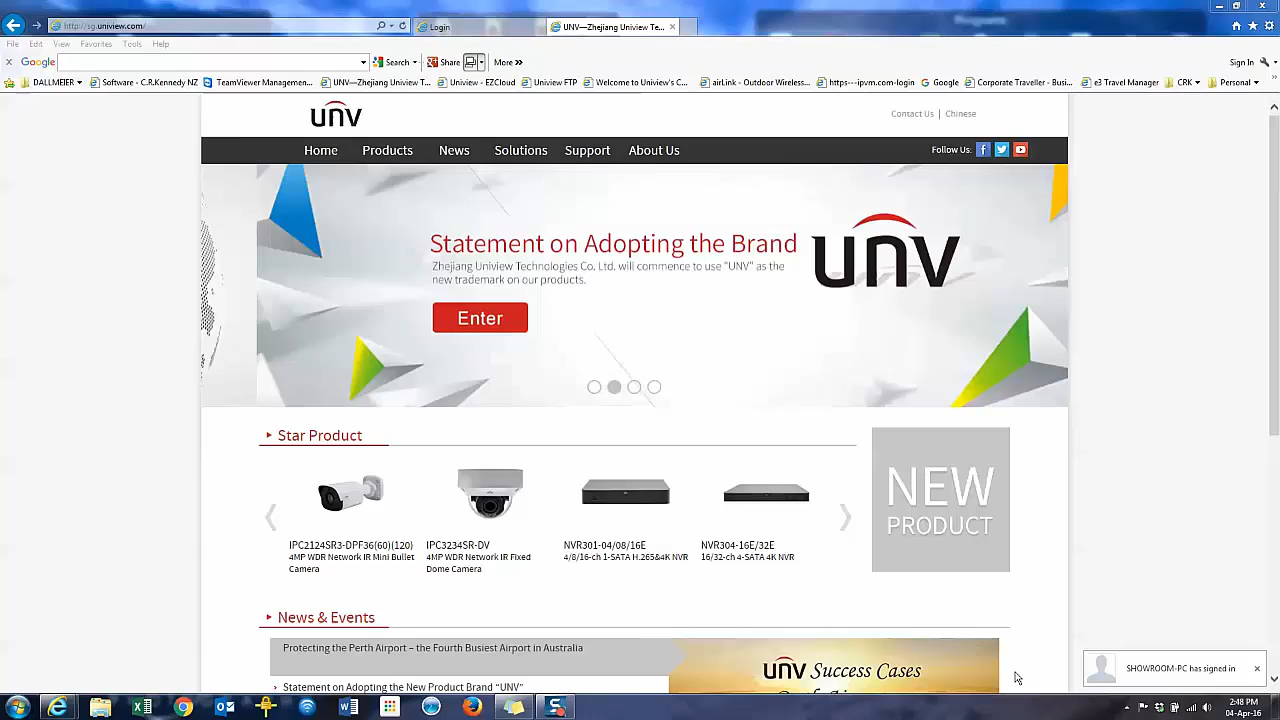 Programs
http://sg.uniview.com/
Login
UNV—Zhejiang Uniview Te...
File Edit View Favorites Tools Help
Google
Search
Share
More »
Sign In
DALLMEIER
Software - C.R.Kennedy NZ
TeamViewer Managemen...
UNV—Zhejiang Uniview T...
Uniview - EZCloud
Uniview FTP
Welcome to Uniview's C...
airLink - Outdoor Wireless...
https---ipvm.com-login
Google
Corporate Traveller - Busi...
e3 Travel Manager
CRK
Personal
unv
Contact Us | Chinese
Home Products News Solutions Support About Us
Follow Us:
Statement on Adopting the Brand
unv
Zhejiang Uniview Technologies Co. Ltd. will commence to use "UNV" as the
new trademark on our products.
Enter
Star Product
NEW
PRODUCT
IPC2124SR3-DPF36(60)(120)
4MP WDR Network IR Mini Bullet
Camera
IPC3234SR-DV
4MP WDR Network IR Fixed
Dome Camera
NVR301-04/08/16E
4/8/16-ch 1-SATA H.265&4K NVR
NVR304-16E/32E
16/32-ch 4-SATA 4K NVR
News & Events
Protecting the Perth Airport – the Fourth Busiest Airport in Australia
Statement on Adopting the New Product Brand "UNV"
unv Success Cases
SHOWROOM-PC has signed in
2:48 PM
04-Apr-16